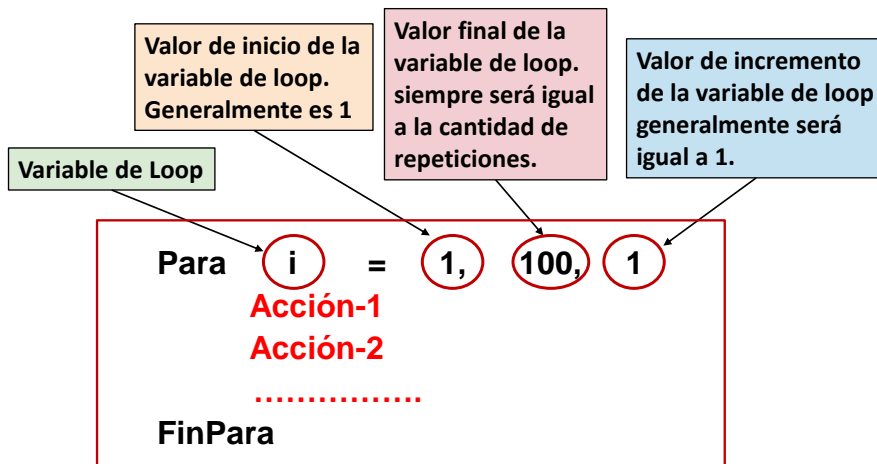 Valor de inicio de la
variable de loop.
Generalmente es 1
Valor final de la
variable de loop.
siempre será igual
a la cantidad de
repeticiones.
Valor de incremento
de la variable de loop
generalmente será
igual a 1.
Variable de Loop
Para i = 1, 100, 1
Acción-1
Acción-2
................
FinPara